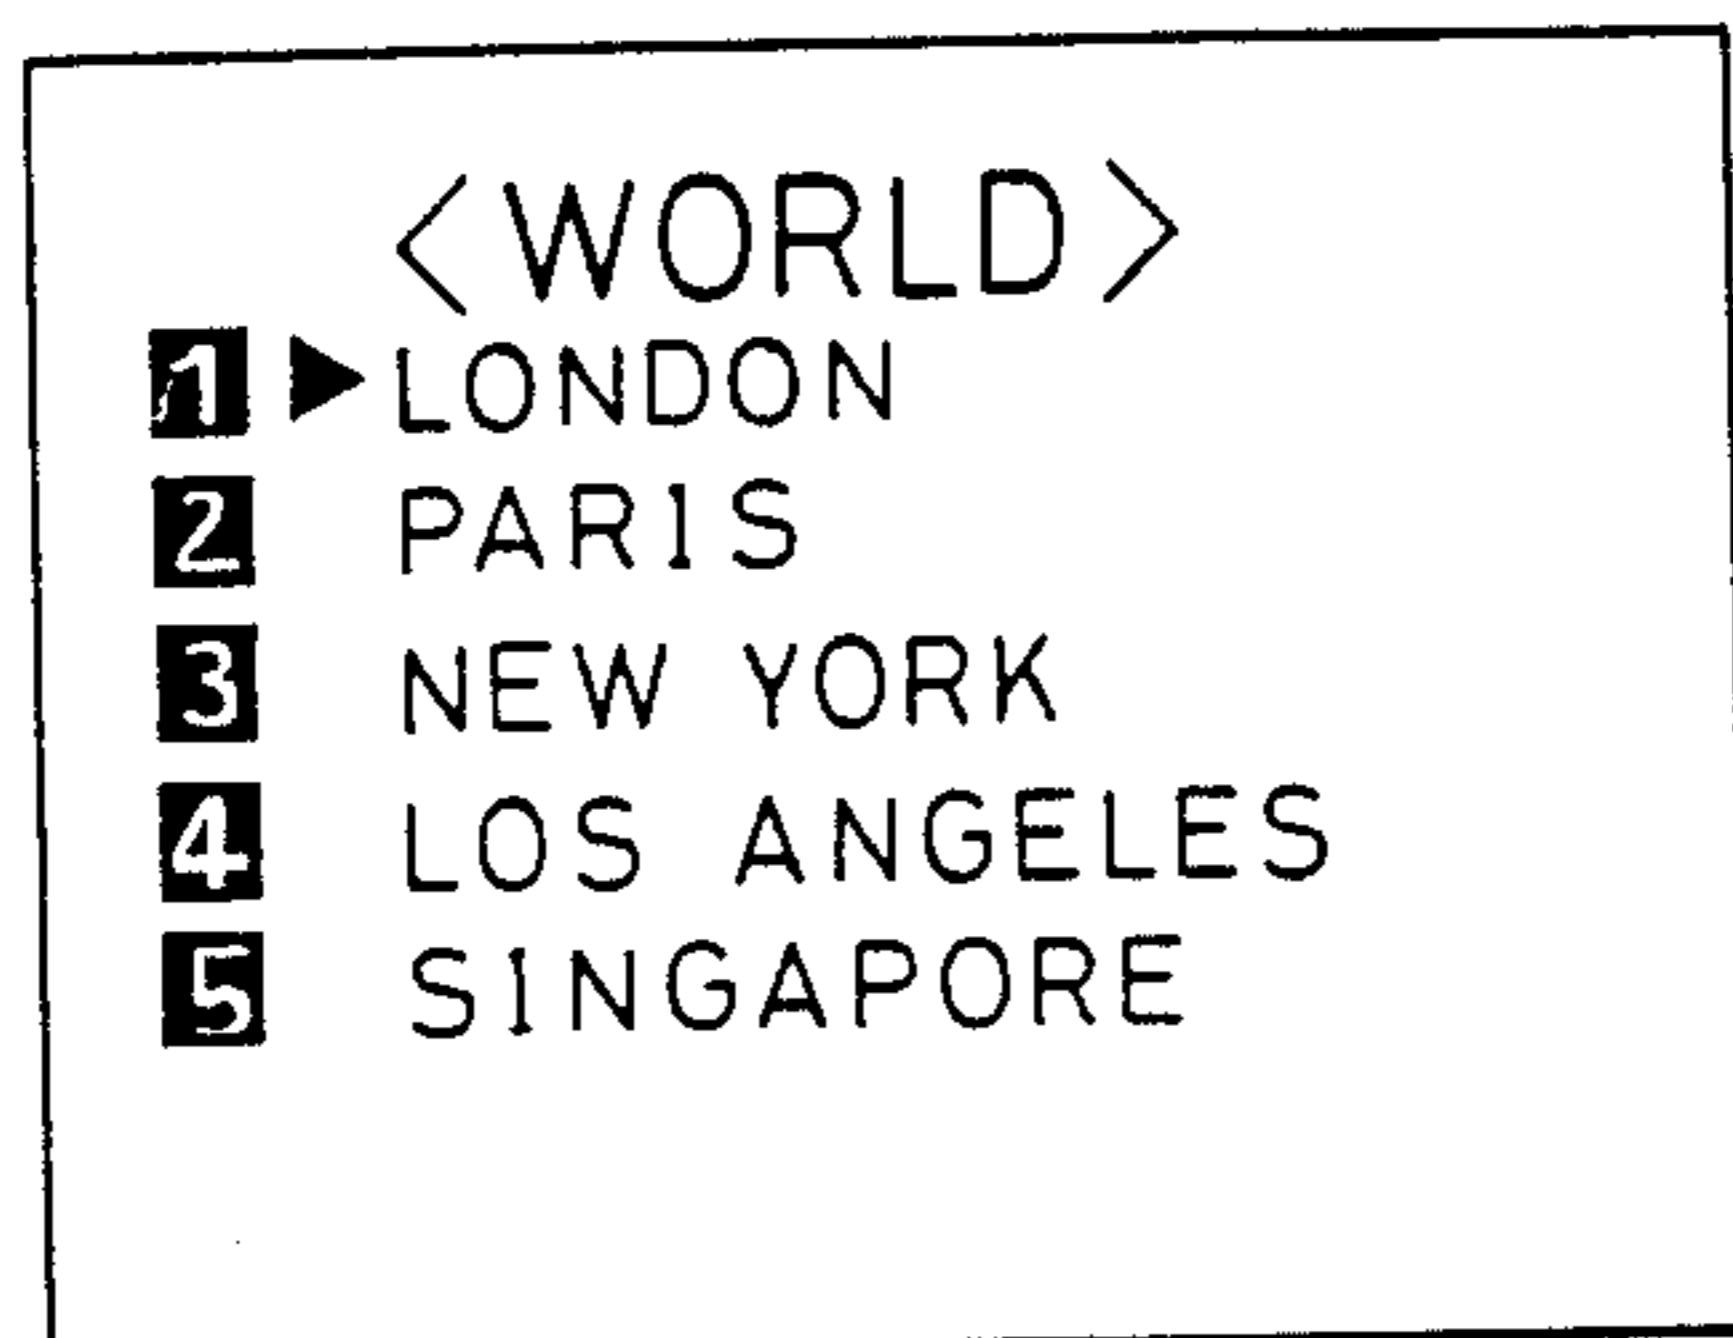 <WORLD>
1 ▶ LONDON
2 PARIS
3 NEW YORK
4 LOS ANGELES
5 SINGAPORE